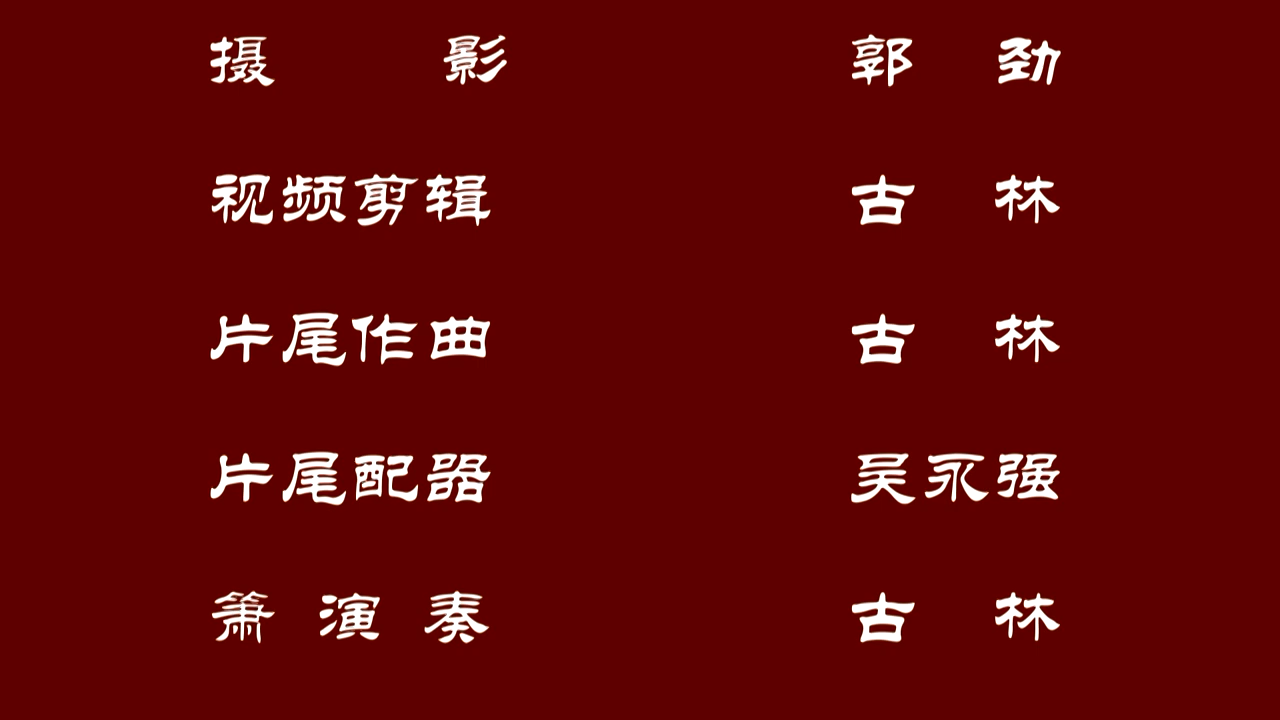 摄影 郭劲
视频剪辑 古林
片尾作曲 古林
片尾配器 吴永强
箫演奏 古林